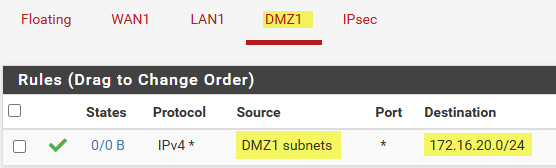 Floating WAN1 LAN1 DMZ1 IPsec
Rules (Drag to Change Order)
States Protocol Source Port Destination
0/0 B IPv4 * DMZ1 subnets * 172.16.20.0/24